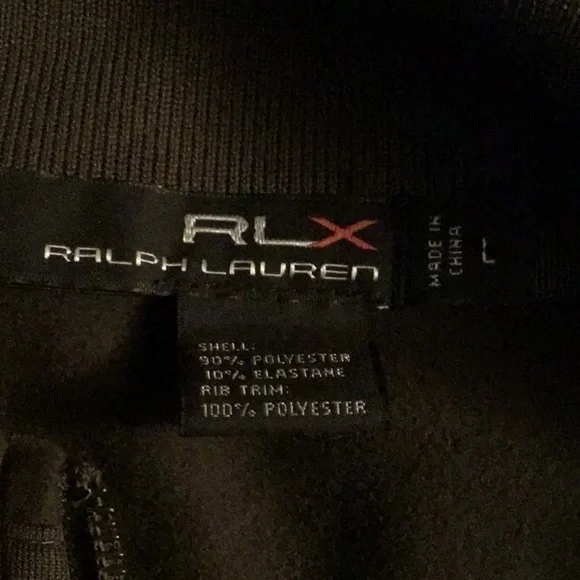 RLX
RALPH LAUREN
MADE IN
CHINA
L
SHELL:
90% POLYESTER
10% ELASTANE
RIB TRIM:
100% POLYESTER